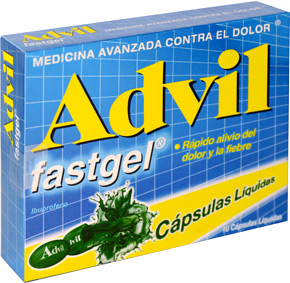 MEDICINA AVANZADA CONTRA EL DOLOR®
Advil
fastgel®
• Rápido alivio del
dolor y la fiebre
Ibuprofeno
Advil
Cápsulas Líquidas
10 Cápsulas Líquidas